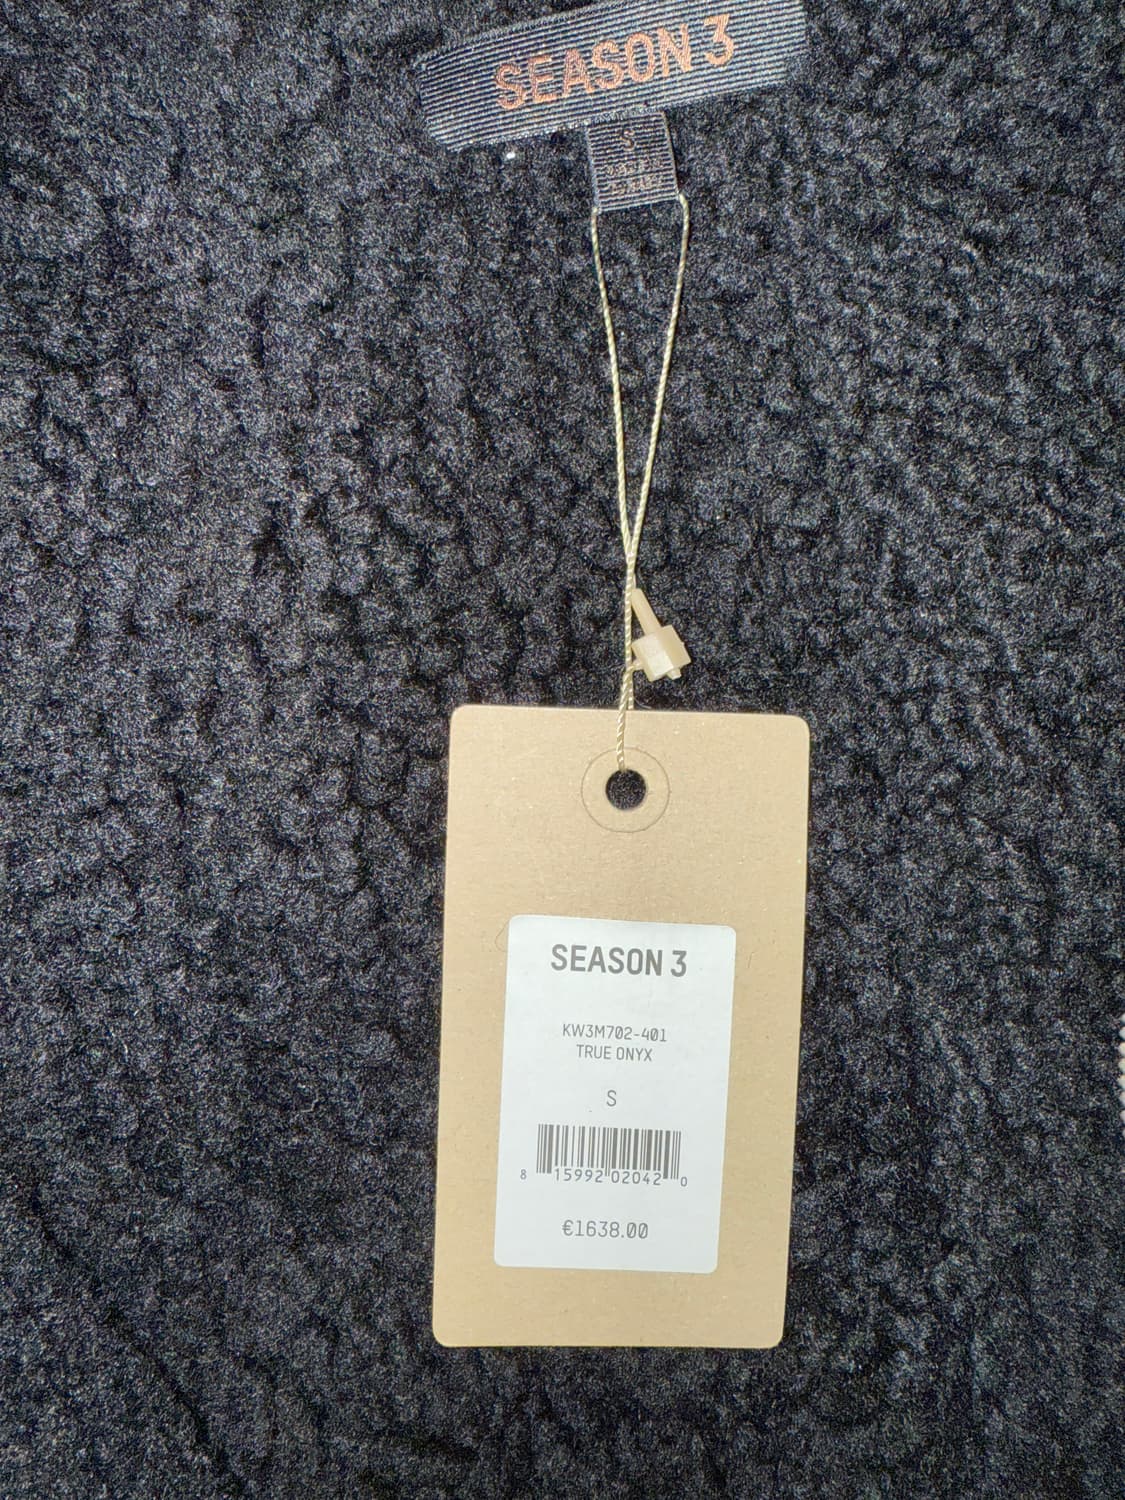 SEASON 3
S
SEASON 3
KW3M702-401
TRUE ONYX
S
8 15992 02042 0
€1638.00